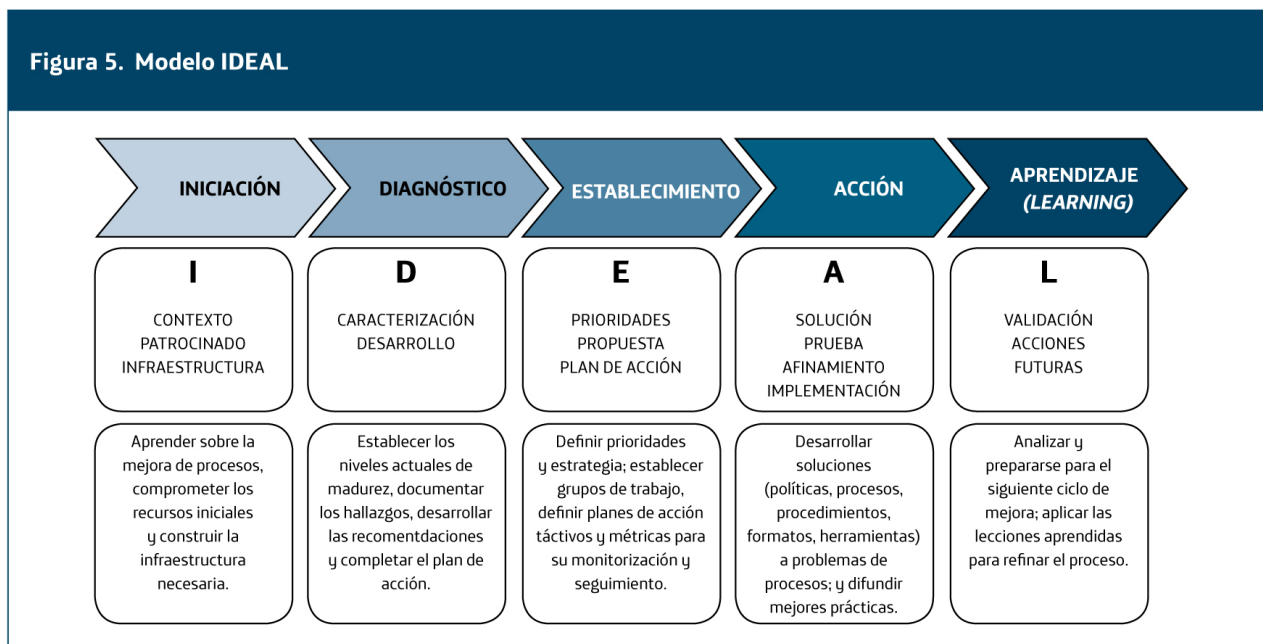 Figura 5. Modelo IDEAL
INICIACIÓN
DIAGNÓSTICO
ESTABLECIMIENTO
ACCIÓN
APRENDIZAJE
(LEARNING)
I
CONTEXTO
PATROCINADO
INFRAESTRUCTURA
D
CARACTERIZACIÓN
DESARROLLO
E
PRIORIDADES
PROPUESTA
PLAN DE ACCIÓN
A
SOLUCIÓN
PRUEBA
AFINAMIENTO
IMPLEMENTACIÓN
L
VALIDACIÓN
ACCIONES
FUTURAS
Aprender sobre la
mejora de procesos,
comprometer los
recursos iniciales
y construir la
infraestructura
necesaria.
Establecer los
niveles actuales de
madurez, documentar
los hallazgos, desarrollar
las recomentdaciones
y completar el plan de
acción.
Definir prioridades
y estrategia; establecer
grupos de trabajo,
definir planes de acción
táctivos y métricas para
su monitorización y
seguimiento.
Desarrollar
soluciones
(políticas, procesos,
procedimientos,
formatos, herramientas)
a problemas de
procesos; y difundir
mejores prácticas.
Analizar y
prepararse para el
siguiente ciclo de
mejora; aplicar las
lecciones aprendidas
para refinar el proceso.